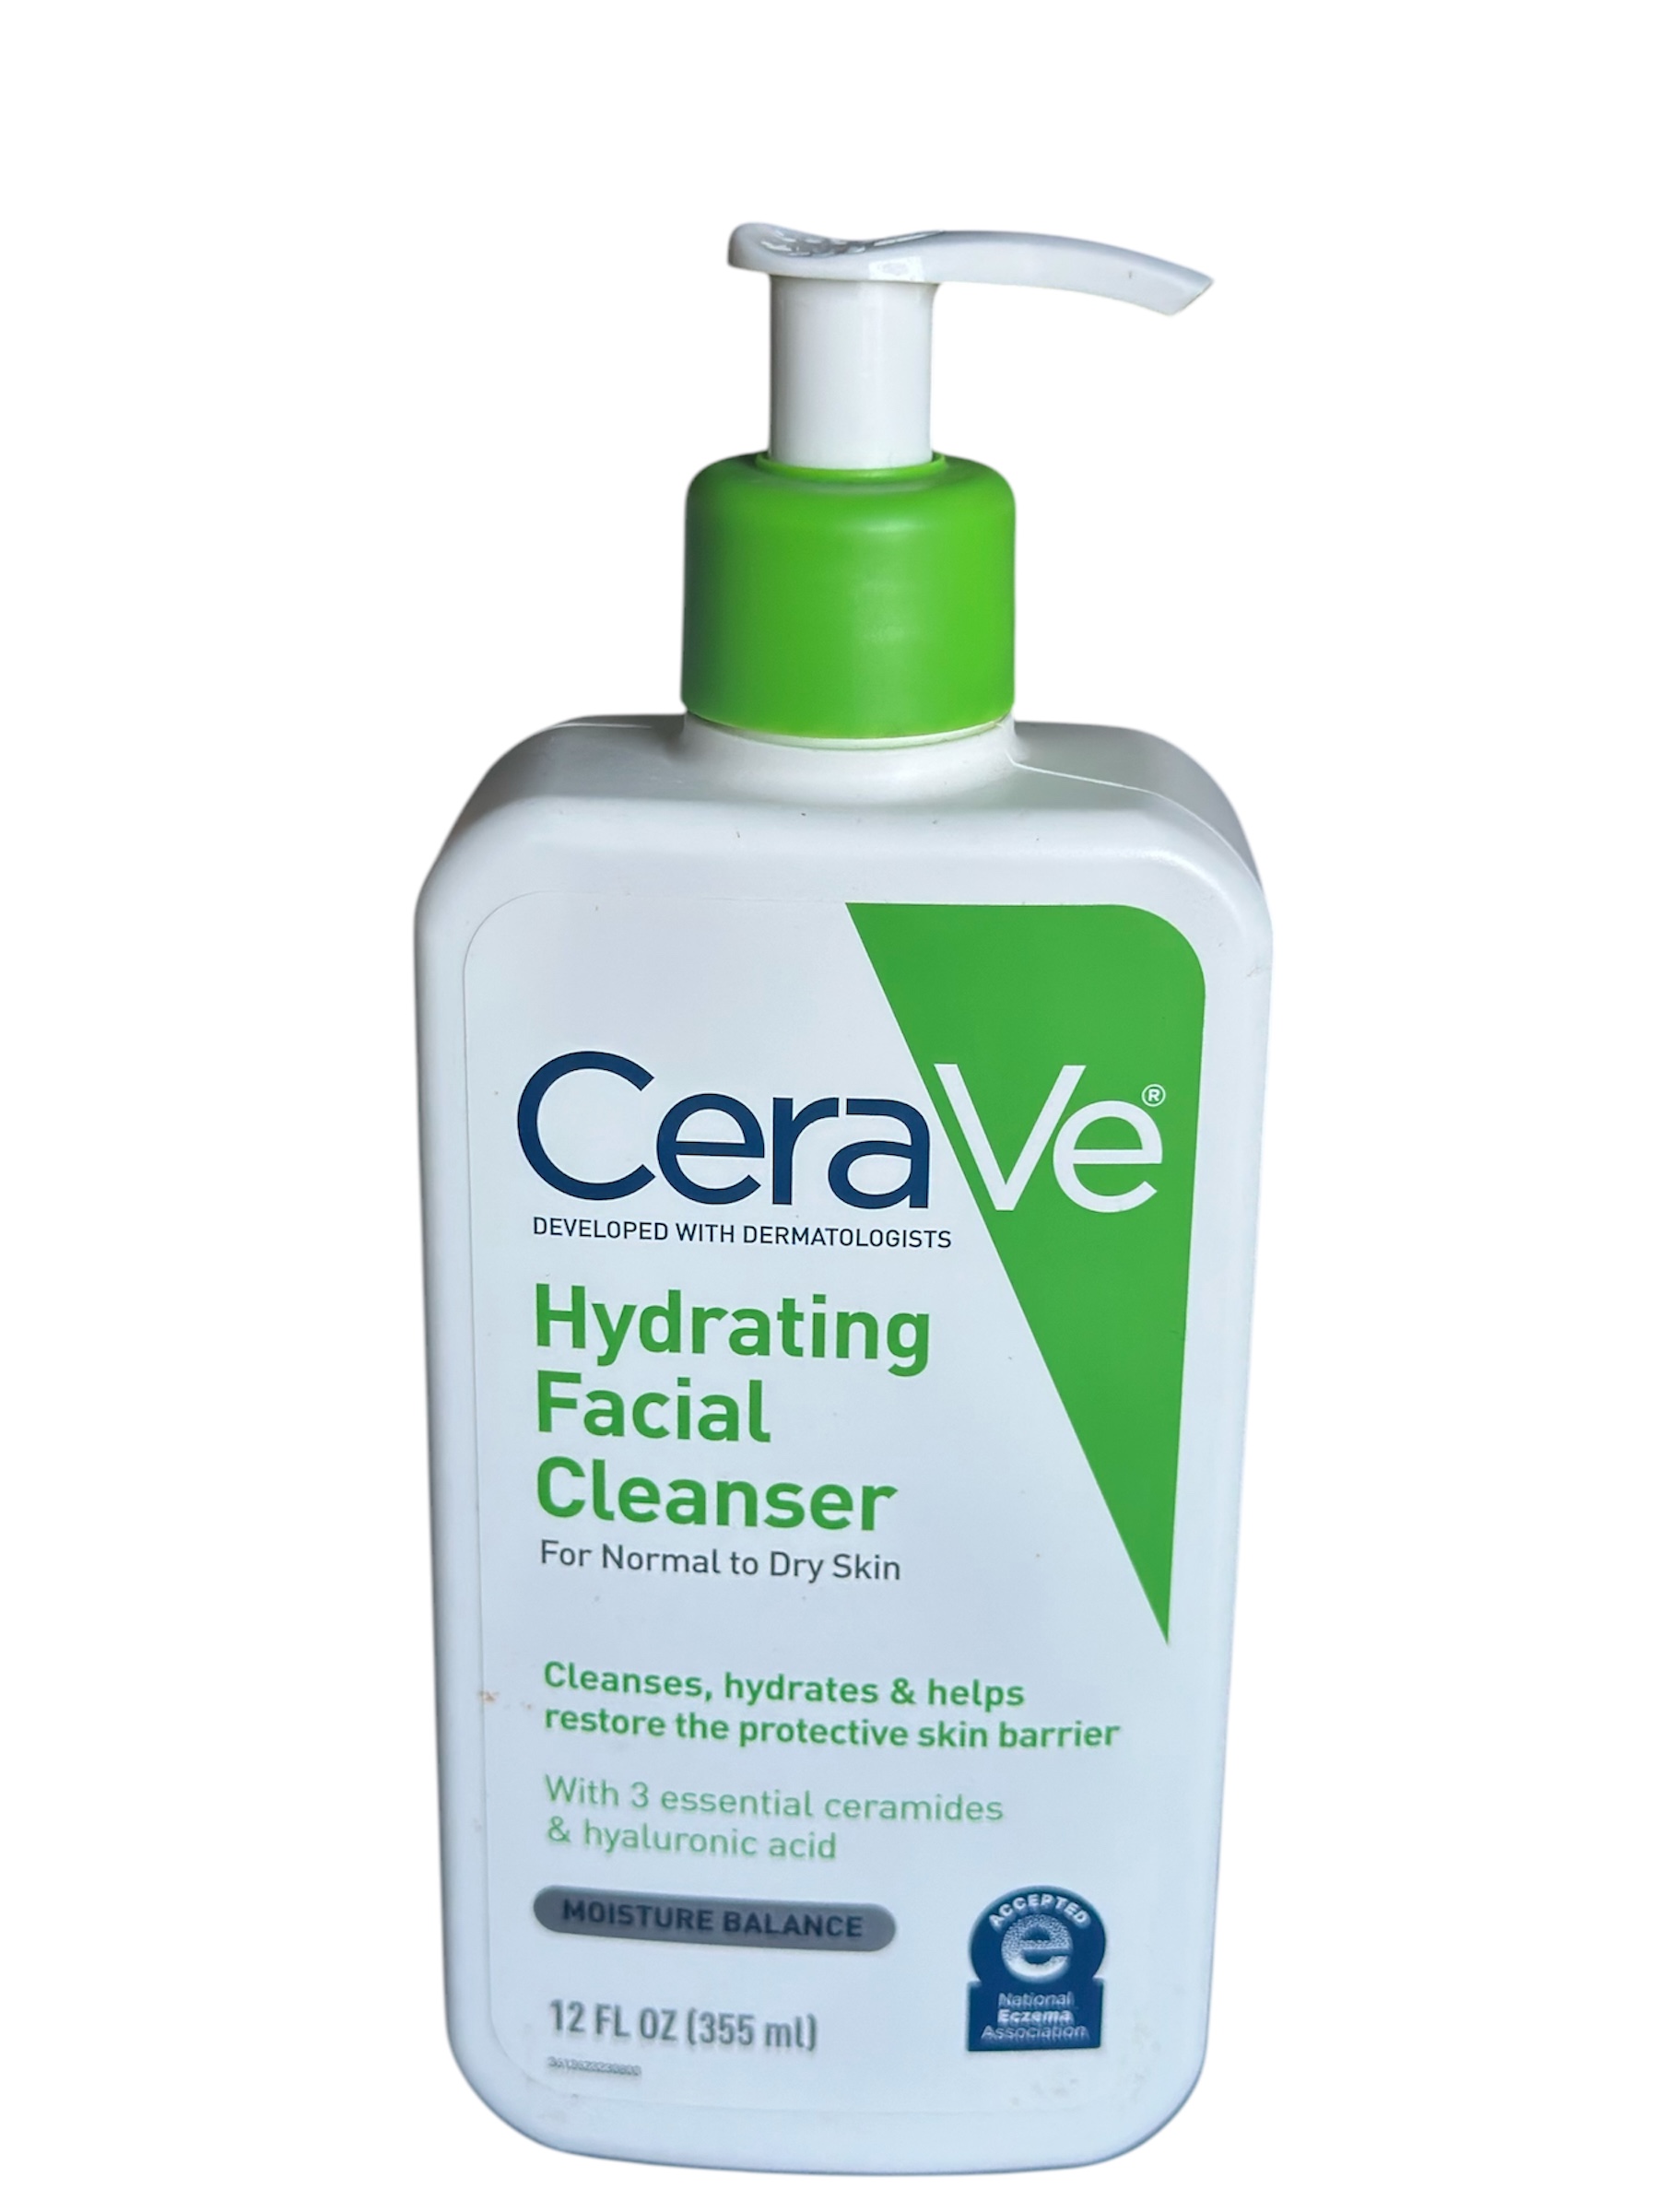 CeraVe®
DEVELOPED WITH DERMATOLOGISTS
Hydrating
Facial
Cleanser
For Normal to Dry Skin
Cleanses, hydrates & helps
restore the protective skin barrier
With 3 essential ceramides
& hyaluronic acid
MOISTURE BALANCE
ACCEPTED
e
National
Eczema
Association
12 FL OZ (355 ml)